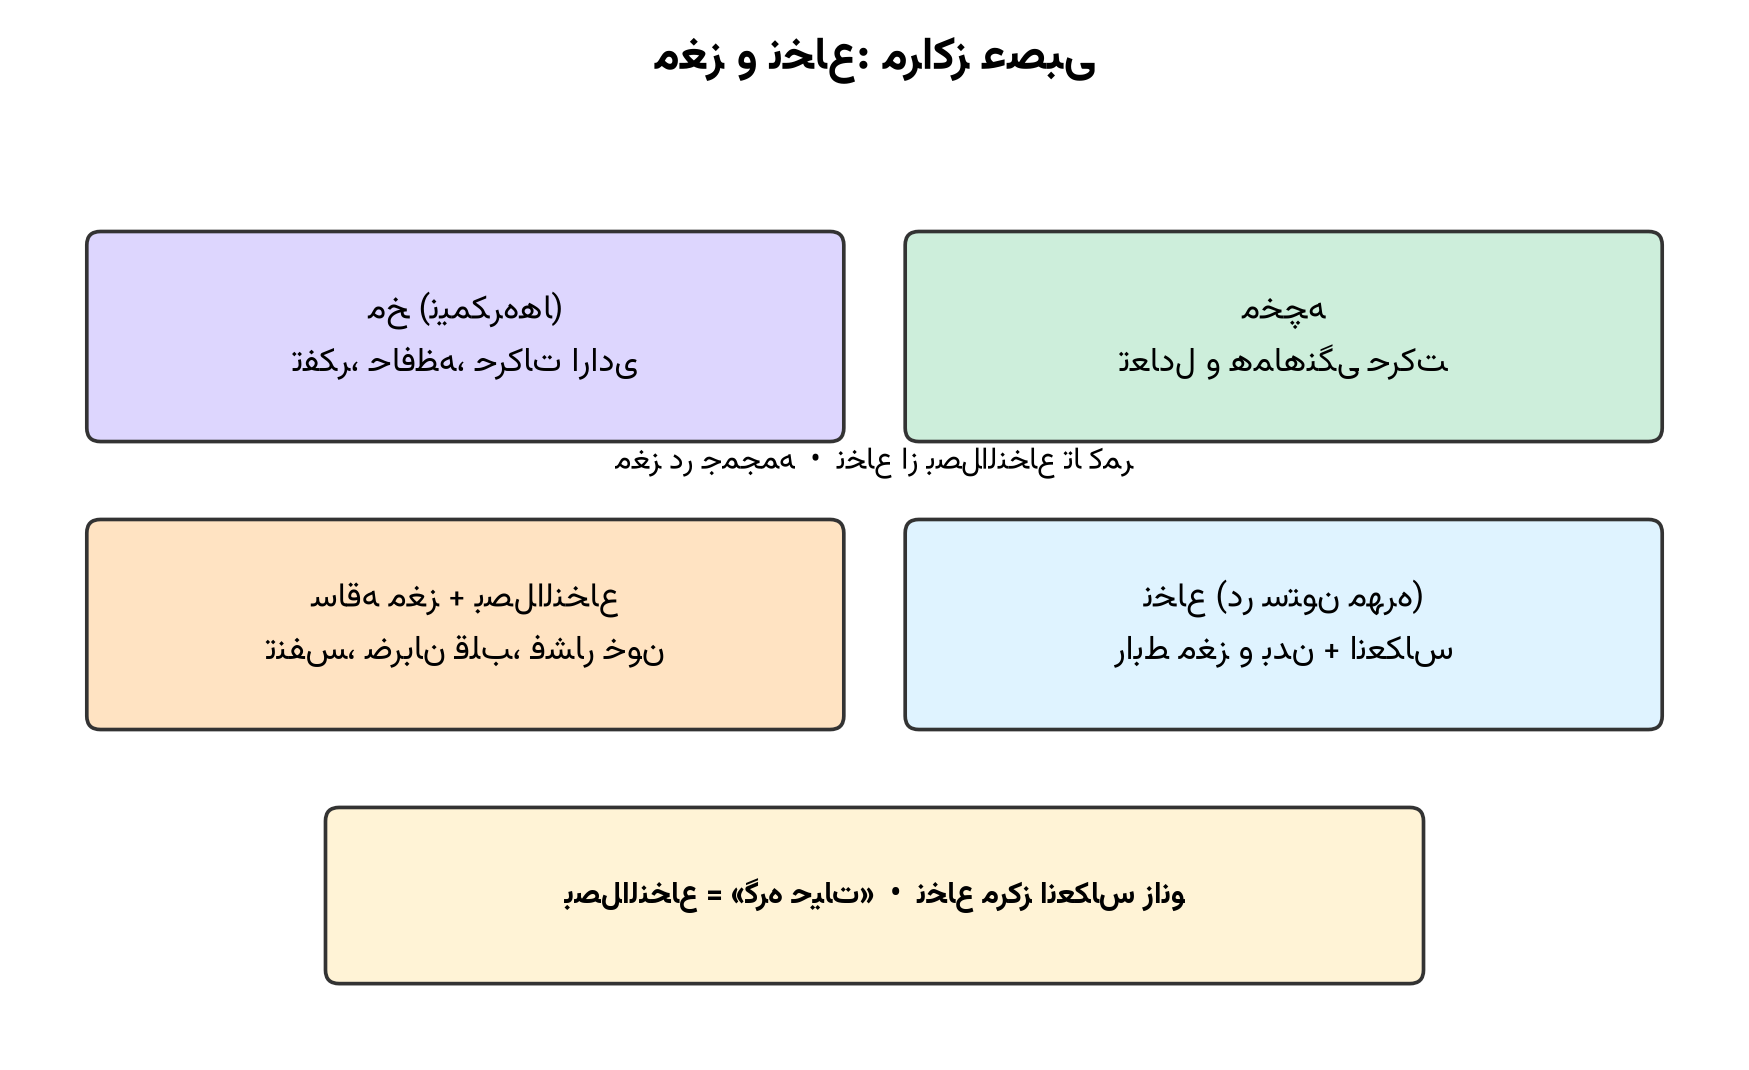 مغز و نخاع: مراکز عصبی
مخ (نیمکره‌ها)
تفکر، حافظه، حرکات ارادی
مخچه
تعادل و هماهنگی حرکت
مغز در جمجمه • نخاع از بصل‌النخاع تا کمر
ساقه مغز + بصل‌النخاع
تنفس، ضربان قلب، فشار خون
نخاع (در ستون مهره)
رابط مغز و بدن + انعکاس
بصل‌النخاع = «گره حیات» • نخاع مرکز انعکاس زانو